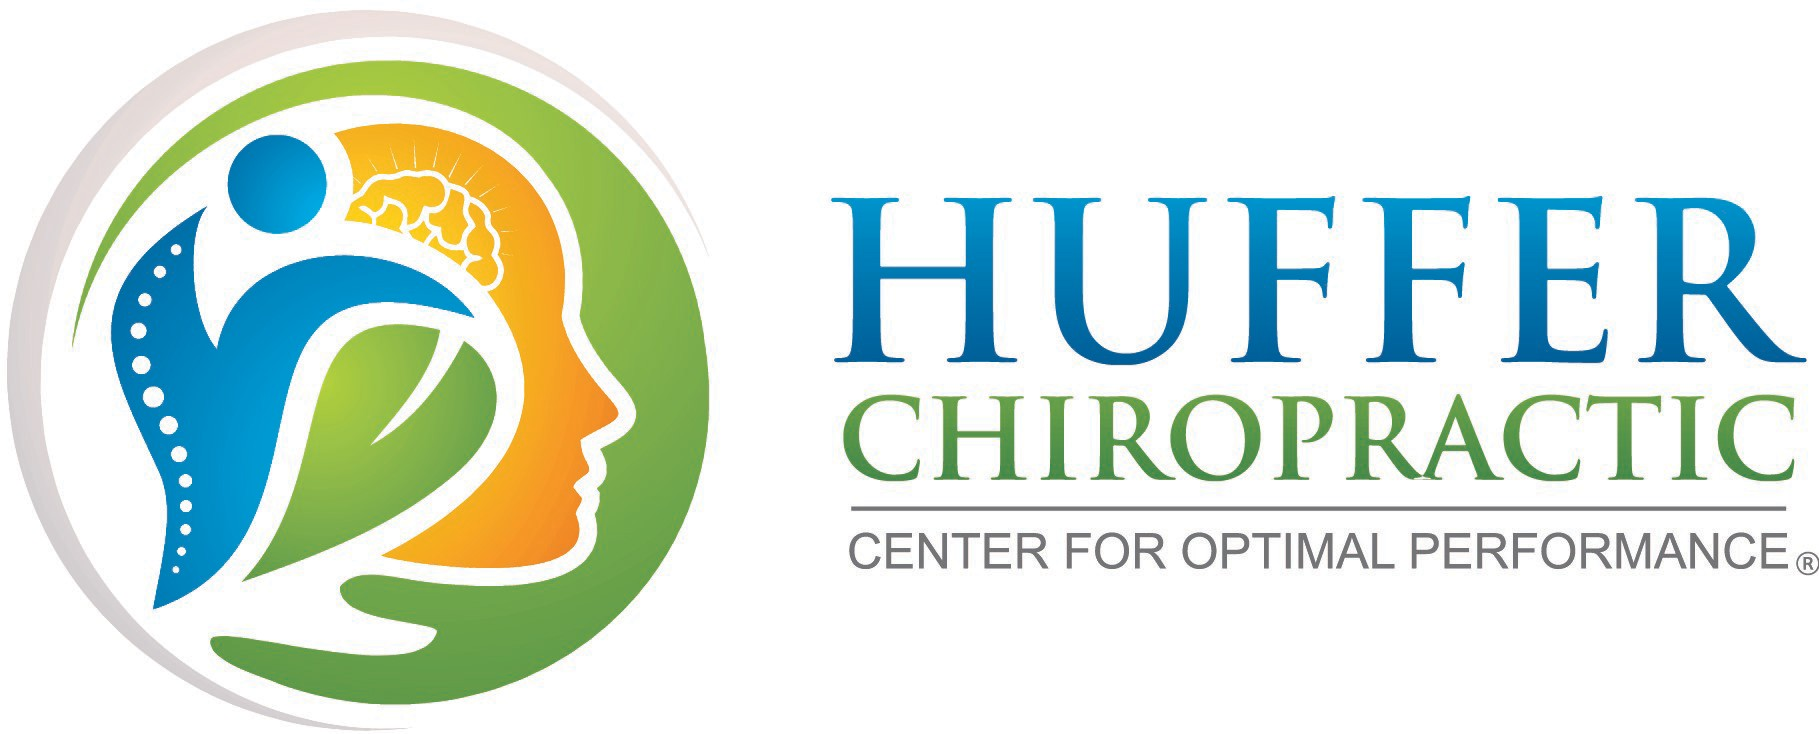 HUFFER
CHIROPRACTIC
CENTER FOR OPTIMAL PERFORMANCE®